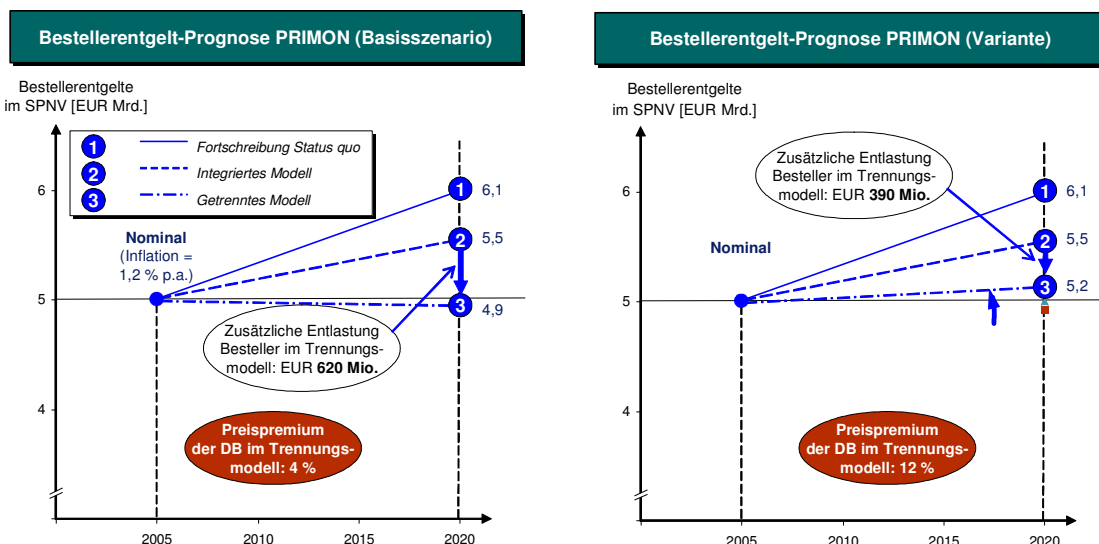 Bestellerentgelt-Prognose PRIMON (Basisszenario)
Bestellerentgelte
im SPNV [EUR Mrd.]
1 Fortschreibung Status quo
2 Integriertes Modell
3 Getrenntes Modell
6
5
4
Nominal
(Inflation =
1,2 % p.a.)
1 6,1
2 5,5
3 4,9
Zusätzliche Entlastung
Besteller im Trennungs-
modell: EUR 620 Mio.
Preispremium
der DB im Trennungs-
modell: 4 %
2005 2010 2015 2020
Bestellerentgelt-Prognose PRIMON (Variante)
Bestellerentgelte
im SPNV [EUR Mrd.]
6
5
4
Zusätzliche Entlastung
Besteller im Trennungs-
modell: EUR 390 Mio.
Nominal
1 6,1
2 5,5
3 5,2
Preispremium
der DB im Trennungs-
modell: 12 %
2005 2010 2015 2020